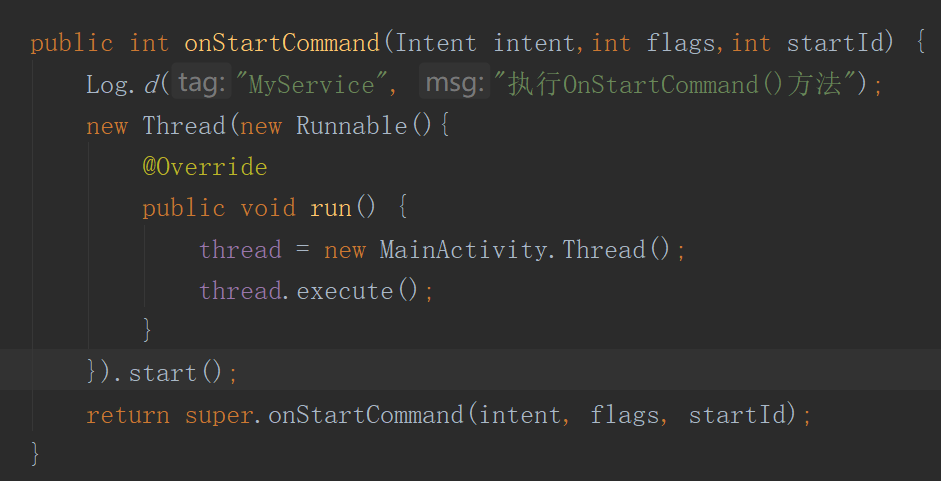 public int onStartCommand(Intent intent,int flags,int startId) {
Log.d( tag: "MyService",  msg: "执行OnStartCommand()方法");
new Thread(new Runnable(){
@Override
public void run() {
thread = new MainActivity.Thread();
thread.execute();
}
}).start();
return super.onStartCommand(intent, flags, startId);
}